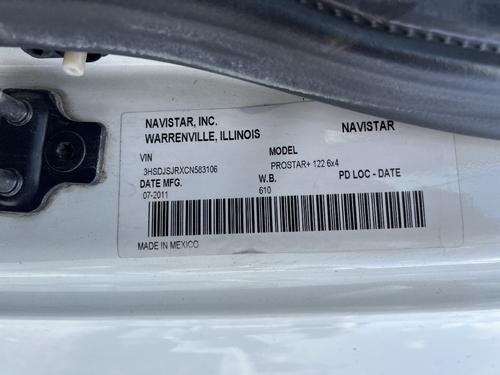 NAVISTAR, INC.
WARRENVILLE, ILLINOIS NAVISTAR
VIN MODEL
3HSDJSJRXCN583106 PROSTAR+ 122 6x4
DATE MFG. W.B. PD LOC - DATE
07-2011 610
MADE IN MEXICO